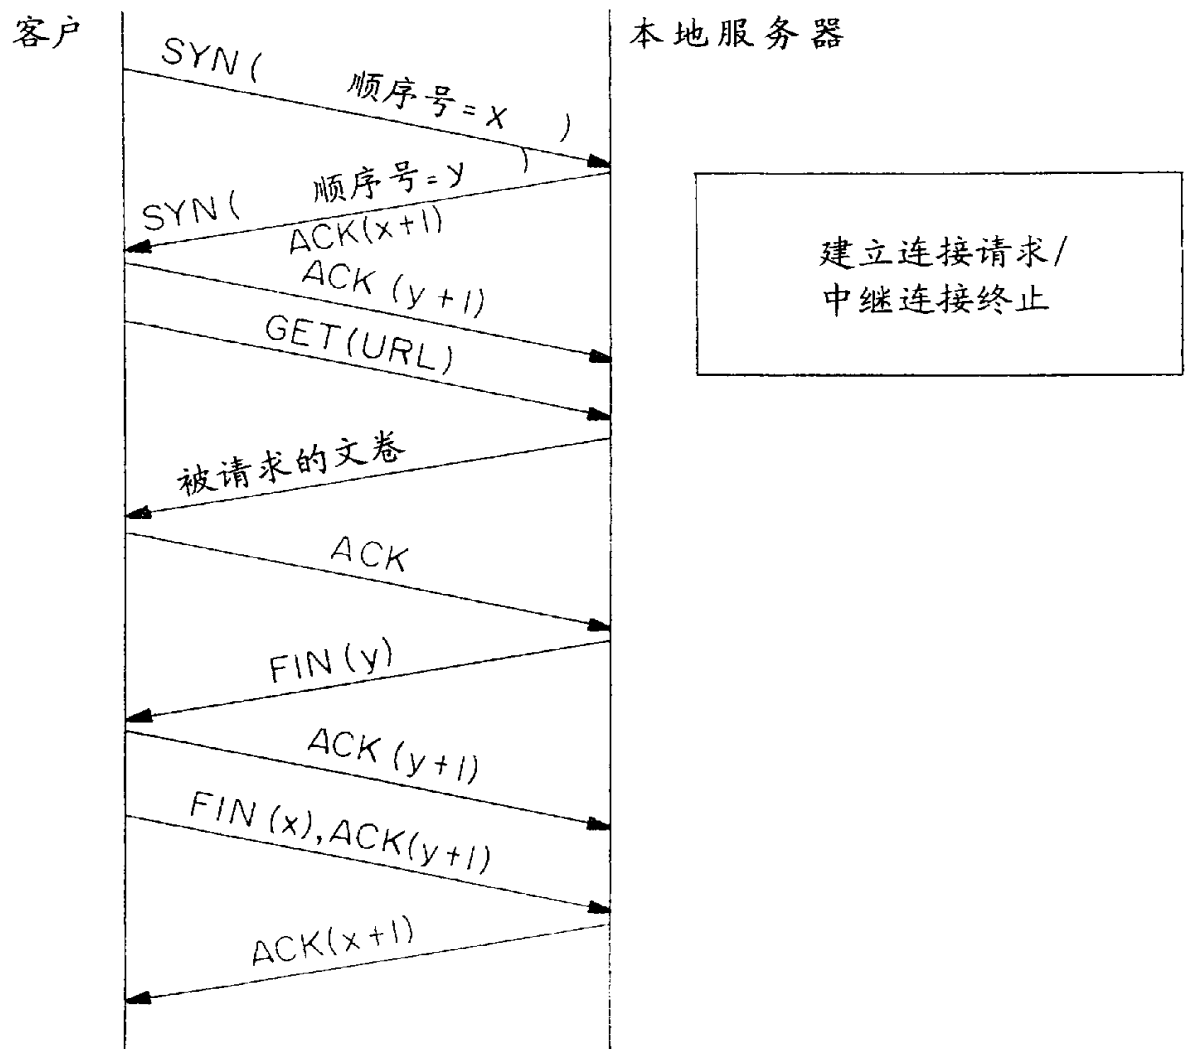 客户
本地服务器
SYN( 顺序号=x )
SYN( 顺序号=y )
ACK(x+1)
ACK (y+1)
GET(URL)
建立连接请求/
中继连接终止
被请求的文卷
ACK
FIN(y)
ACK (y+1)
FIN(x),ACK(y+1)
ACK(x+1)